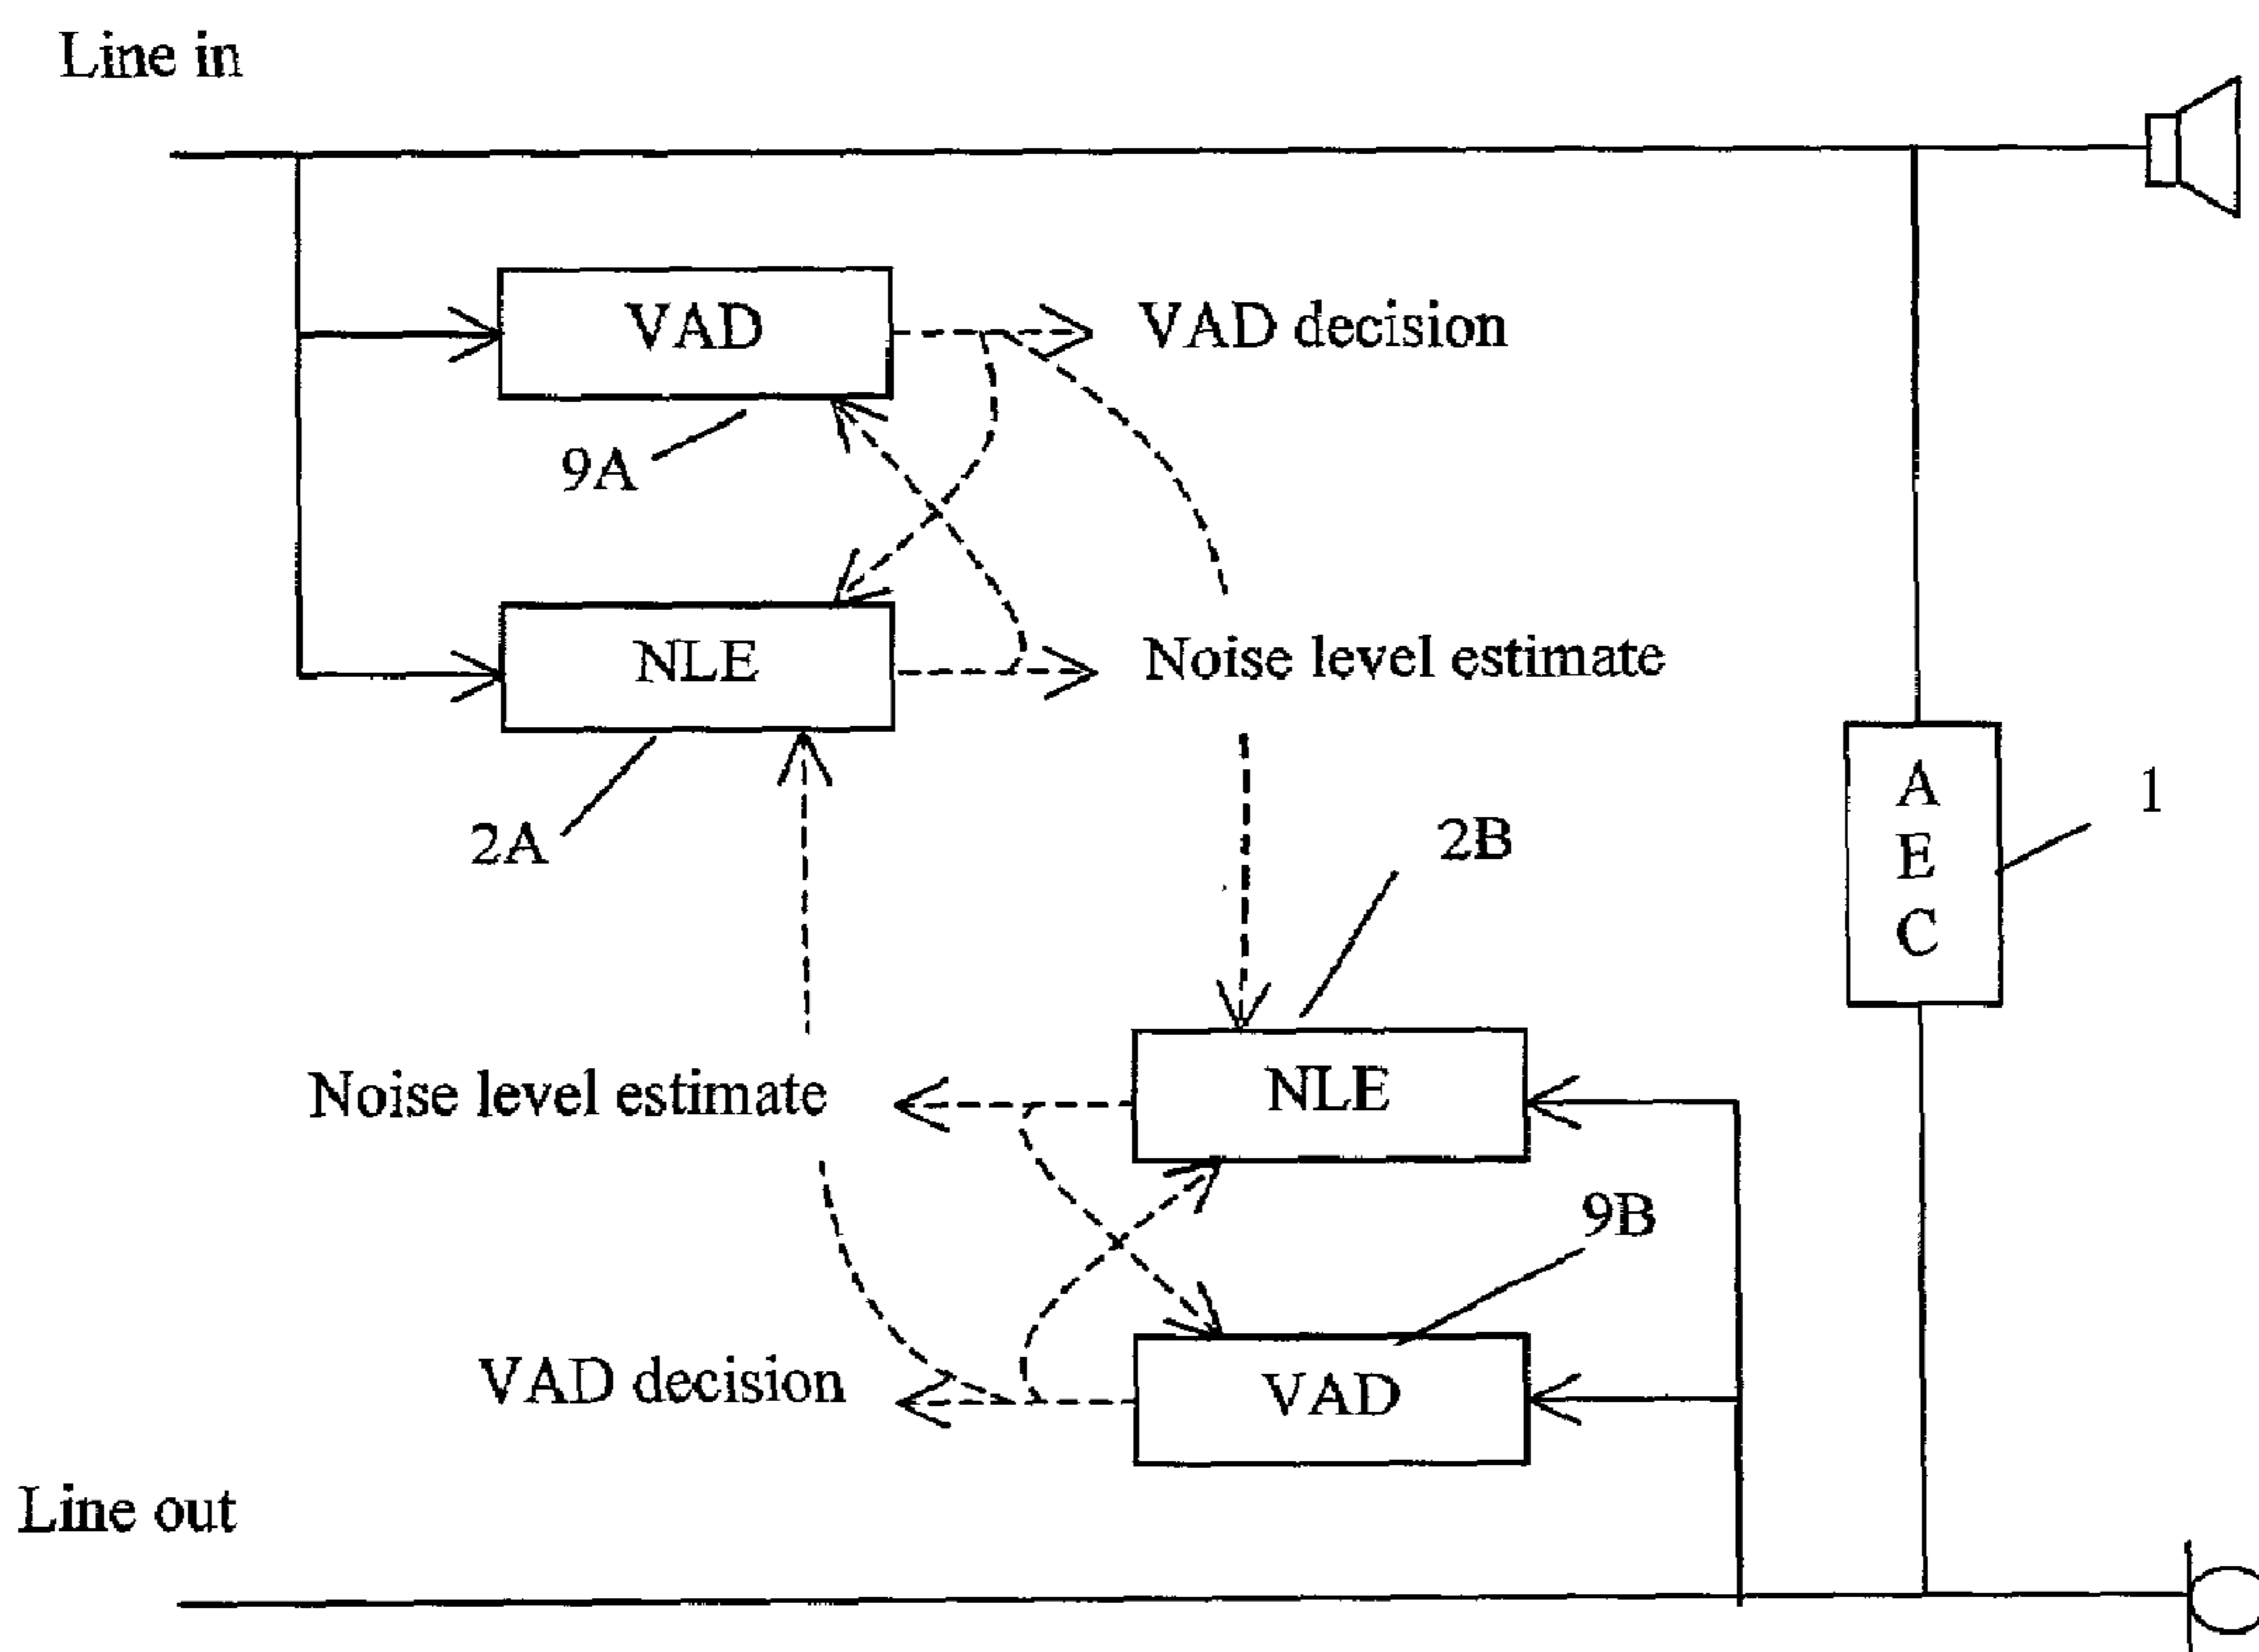 Line in
VAD
VAD decision
9A
NLE
Noise level estimate
2A
2B
A
E
C
1
Noise level estimate
NLE
9B
VAD decision
VAD
Line out